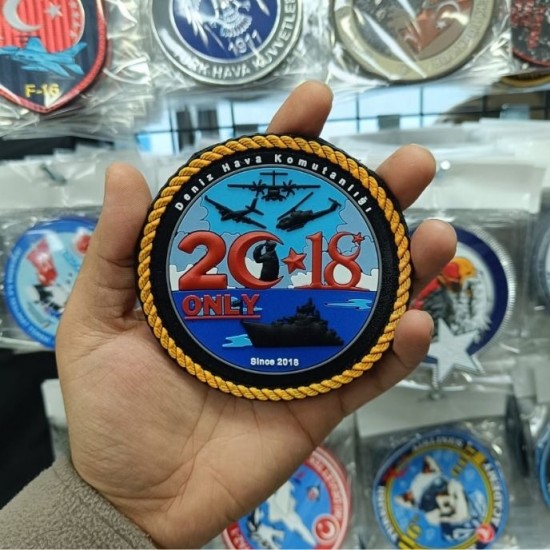 F-16
1911
TÜRK HAVA KUVVETLERİ
Deniz Hava Komutanlığı
2018
ONLY
Since 2018